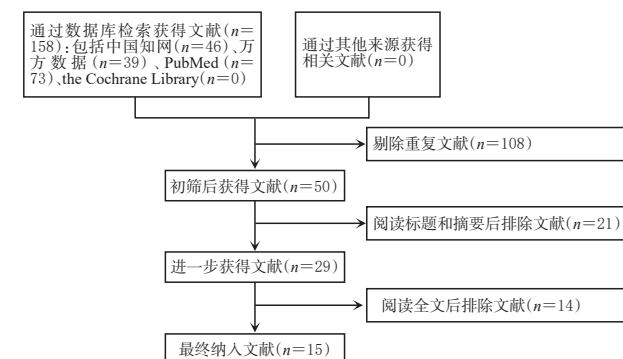 通过数据库检索获得文献(n=
158):包括中国知网(n=46)、万
方数据(n=39)、PubMed(n=
73)、the Cochrane Library(n=0)
通过其他来源获得
相关文献(n=0)
剔除重复文献(n=108)
初筛后获得文献(n=50)
阅读标题和摘要后排除文献(n=21)
进一步获得文献(n=29)
阅读全文后排除文献(n=14)
最终纳入文献(n=15)